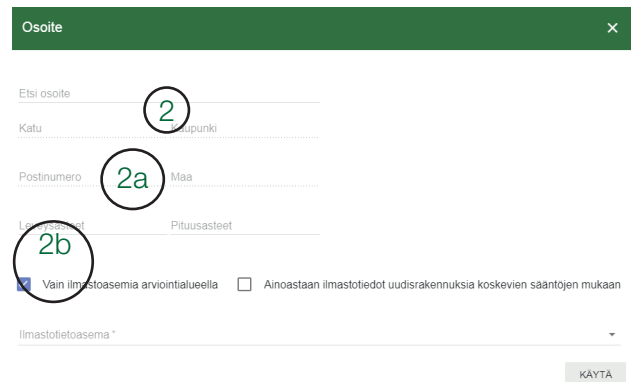 Osoite ×
Etsi osoite
2
Katu Kaupunki
Postinumero 2a Maa
Leveysasteet Pituusasteet
2b
Vain ilmastoasemia arviointialueella Ainoastaan ilmastotiedot uudisrakennuksia koskevien sääntöjen mukaan
Ilmastotietoasema *
KÄYTÄ